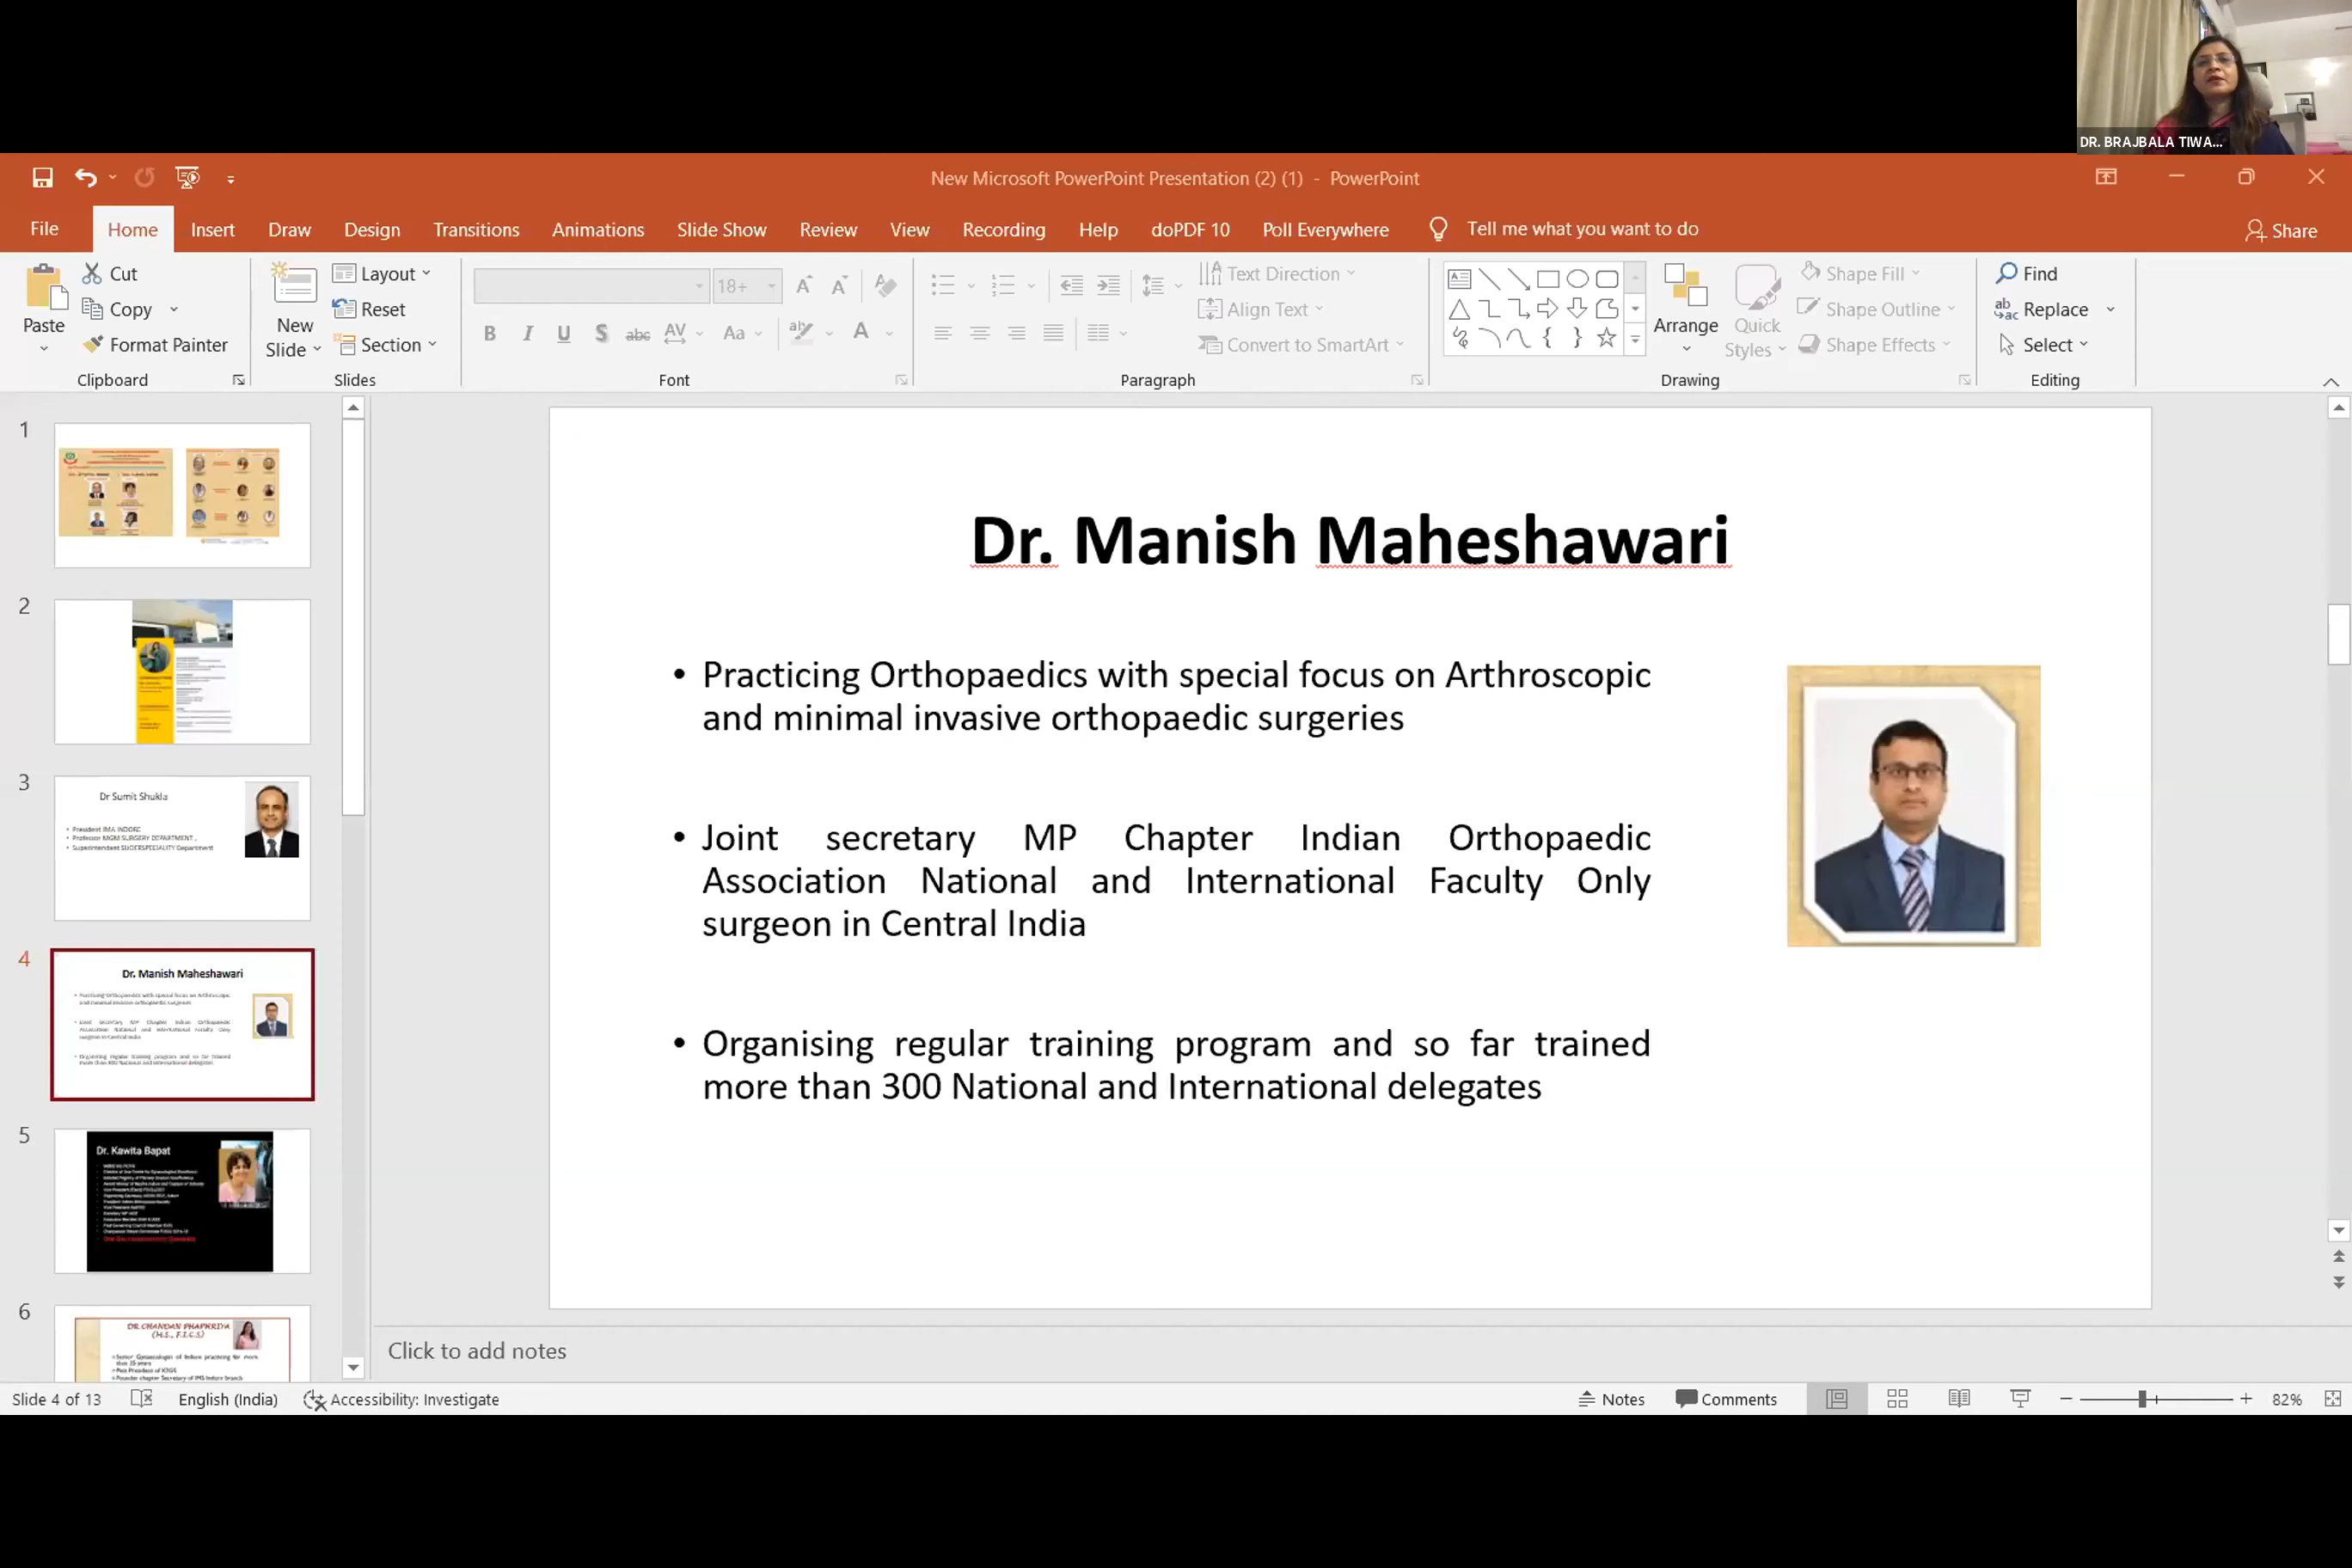 DR. BRAJBALA TIWA...
New Microsoft PowerPoint Presentation (2) (1) - PowerPoint
File Home Insert Draw Design Transitions Animations Slide Show Review View Recording Help doPDF 10 Poll Everywhere Tell me what you want to do Share
Paste
Cut
Copy
Format Painter
Clipboard
New
Slide
Layout
Reset
Section
Slides
18+
Font
Text Direction
Align Text
Convert to SmartArt
Paragraph
Arrange
Quick
Styles
Shape Fill
Shape Outline
Shape Effects
Drawing
Find
Replace
Select
Editing
1
2
3
Dr Sumit Shukla
4
Dr. Manish Maheshawari
5
Dr. Kawita Bapat
6
(M.S., F.I.C.S)
Dr. Manish Maheshawari
• Practicing Orthopaedics with special focus on Arthroscopic
and minimal invasive orthopaedic surgeries
• Joint secretary MP Chapter Indian Orthopaedic
Association National and International Faculty Only
surgeon in Central India
• Organising regular training program and so far trained
more than 300 National and International delegates
Click to add notes
Slide 4 of 13 English (India) Accessibility: Investigate Notes Comments 82%